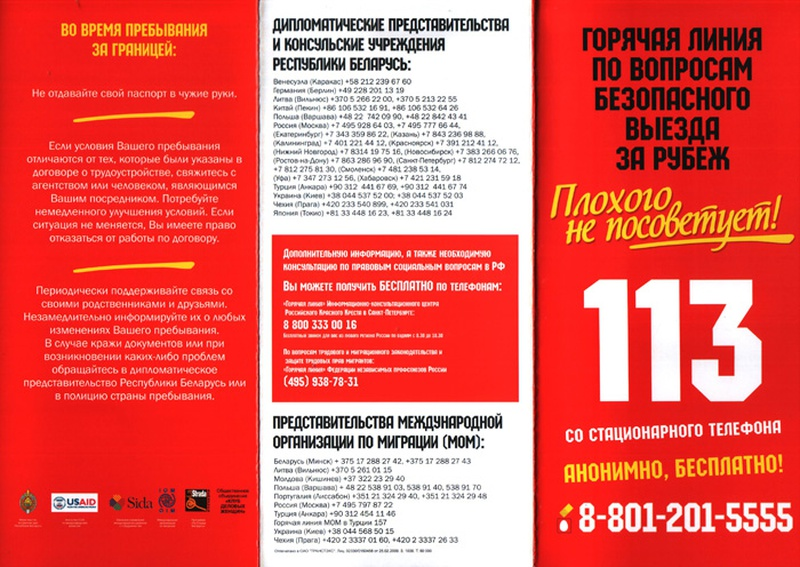 ВО ВРЕМЯ ПРЕБЫВАНИЯ
ЗА ГРАНИЦЕЙ:
Не отдавайте свой паспорт в чужие руки.
Если условия Вашего пребывания
отличаются от тех, которые были указаны в
договоре о трудоустройстве, свяжитесь с
агентством или человеком, являющимся
Вашим посредником. Потребуйте
немедленного улучшения условий. Если
ситуация не меняется, Вы имеете право
отказаться от работы по договору.
Периодически поддерживайте связь со
своими родственниками и друзьями.
Незамедлительно информируйте их о любых
изменениях Вашего пребывания.
В случае кражи документов или при
возникновении каких-либо проблем
обращайтесь в дипломатическое
представительство Республики Беларусь или
в полицию страны пребывания.
USAID
Sida
IOM OIM
La Strada
Общественное
объединение
«КЛУБ
ДЕЛОВЫХ
ЖЕНЩИН»
ДИПЛОМАТИЧЕСКИЕ ПРЕДСТАВИТЕЛЬСТВА
И КОНСУЛЬСКИЕ УЧРЕЖДЕНИЯ
РЕСПУБЛИКИ БЕЛАРУСЬ:
Венесуэла (Каракас) +58 212 239 67 60
Германия (Берлин) +49 228 201 13 19
Литва (Вильнюс) +370 5 266 22 00, +370 5 213 22 55
Китай (Пекин) +86 106 532 16 91, +86 106 532 64 26
Польша (Варшава) +48 22 742 09 90, +48 22 842 43 41
Россия (Москва) +7 495 928 64 03, +7 495 777 66 44,
(Екатеринбург) +7 343 359 86 22, (Казань) +7 843 236 98 88,
(Калининград) +7 401 221 44 12, (Красноярск) +7 391 212 41 12,
(Нижний Новгород) +7 8314 19 75 16, (Новосибирск) +7 383 266 06 76,
(Ростов-на-Дону) +7 863 286 96 90, (Санкт-Петербург) +7 812 274 72 12,
+7 812 275 81 30, (Смоленск) +7 481 238 53 14,
(Уфа) +7 347 273 12 56, (Хабаровск) +7 421 231 59 18
Турция (Анкара) +90 312 441 67 69, +90 312 441 67 74
Украина (Киев) +38 044 537 52 00; +38 044 537 52 03
Чехия (Прага) +420 233 540 899, +420 233 541 031
Япония (Токио) +81 33 448 16 23, +81 33 448 16 24
Дополнительную информацию, а также необходимую
консультацию по правовым социальным вопросам в РФ
Вы можете получить БЕСПЛАТНО по телефонам:
«Горячая линия» Информационно-консультационного центра
Российского Красного Креста в Санкт-Петербурге:
8 800 333 00 16
По вопросам трудового и миграционного законодательства и
защите трудовых прав мигрантов:
«Горячая линия» Федерации независимых профсоюзов России
(495) 938-78-31
ПРЕДСТАВИТЕЛЬСТВА МЕЖДУНАРОДНОЙ
ОРГАНИЗАЦИИ ПО МИГРАЦИИ (МОМ):
Беларусь (Минск) + 375 17 288 27 42, +375 17 288 27 43
Литва (Вильнюс) +370 5 261 01 15
Молдова (Кишинев) +37 322 23 29 40
Польша (Варшава) + 48 22 538 91 03, 538 91 40, 538 91 70
Португалия (Лиссабон) +351 21 324 29 40, +351 21 324 29 48
Россия (Москва) +7 495 797 87 22
Турция (Анкара) +90 312 454 11 46
Горячая линия МОМ в Турции 157
Украина (Киев) +38 044 568 50 15
Чехия (Прага) +420 2 3337 01 60, +420 2 3337 26 33
ГОРЯЧАЯ ЛИНИЯ
ПО ВОПРОСАМ
БЕЗОПАСНОГО
ВЫЕЗДА
ЗА РУБЕЖ
Плохого
не посоветует!
113
СО СТАЦИОНАРНОГО ТЕЛЕФОНА
АНОНИМНО, БЕСПЛАТНО!
8-801-201-5555